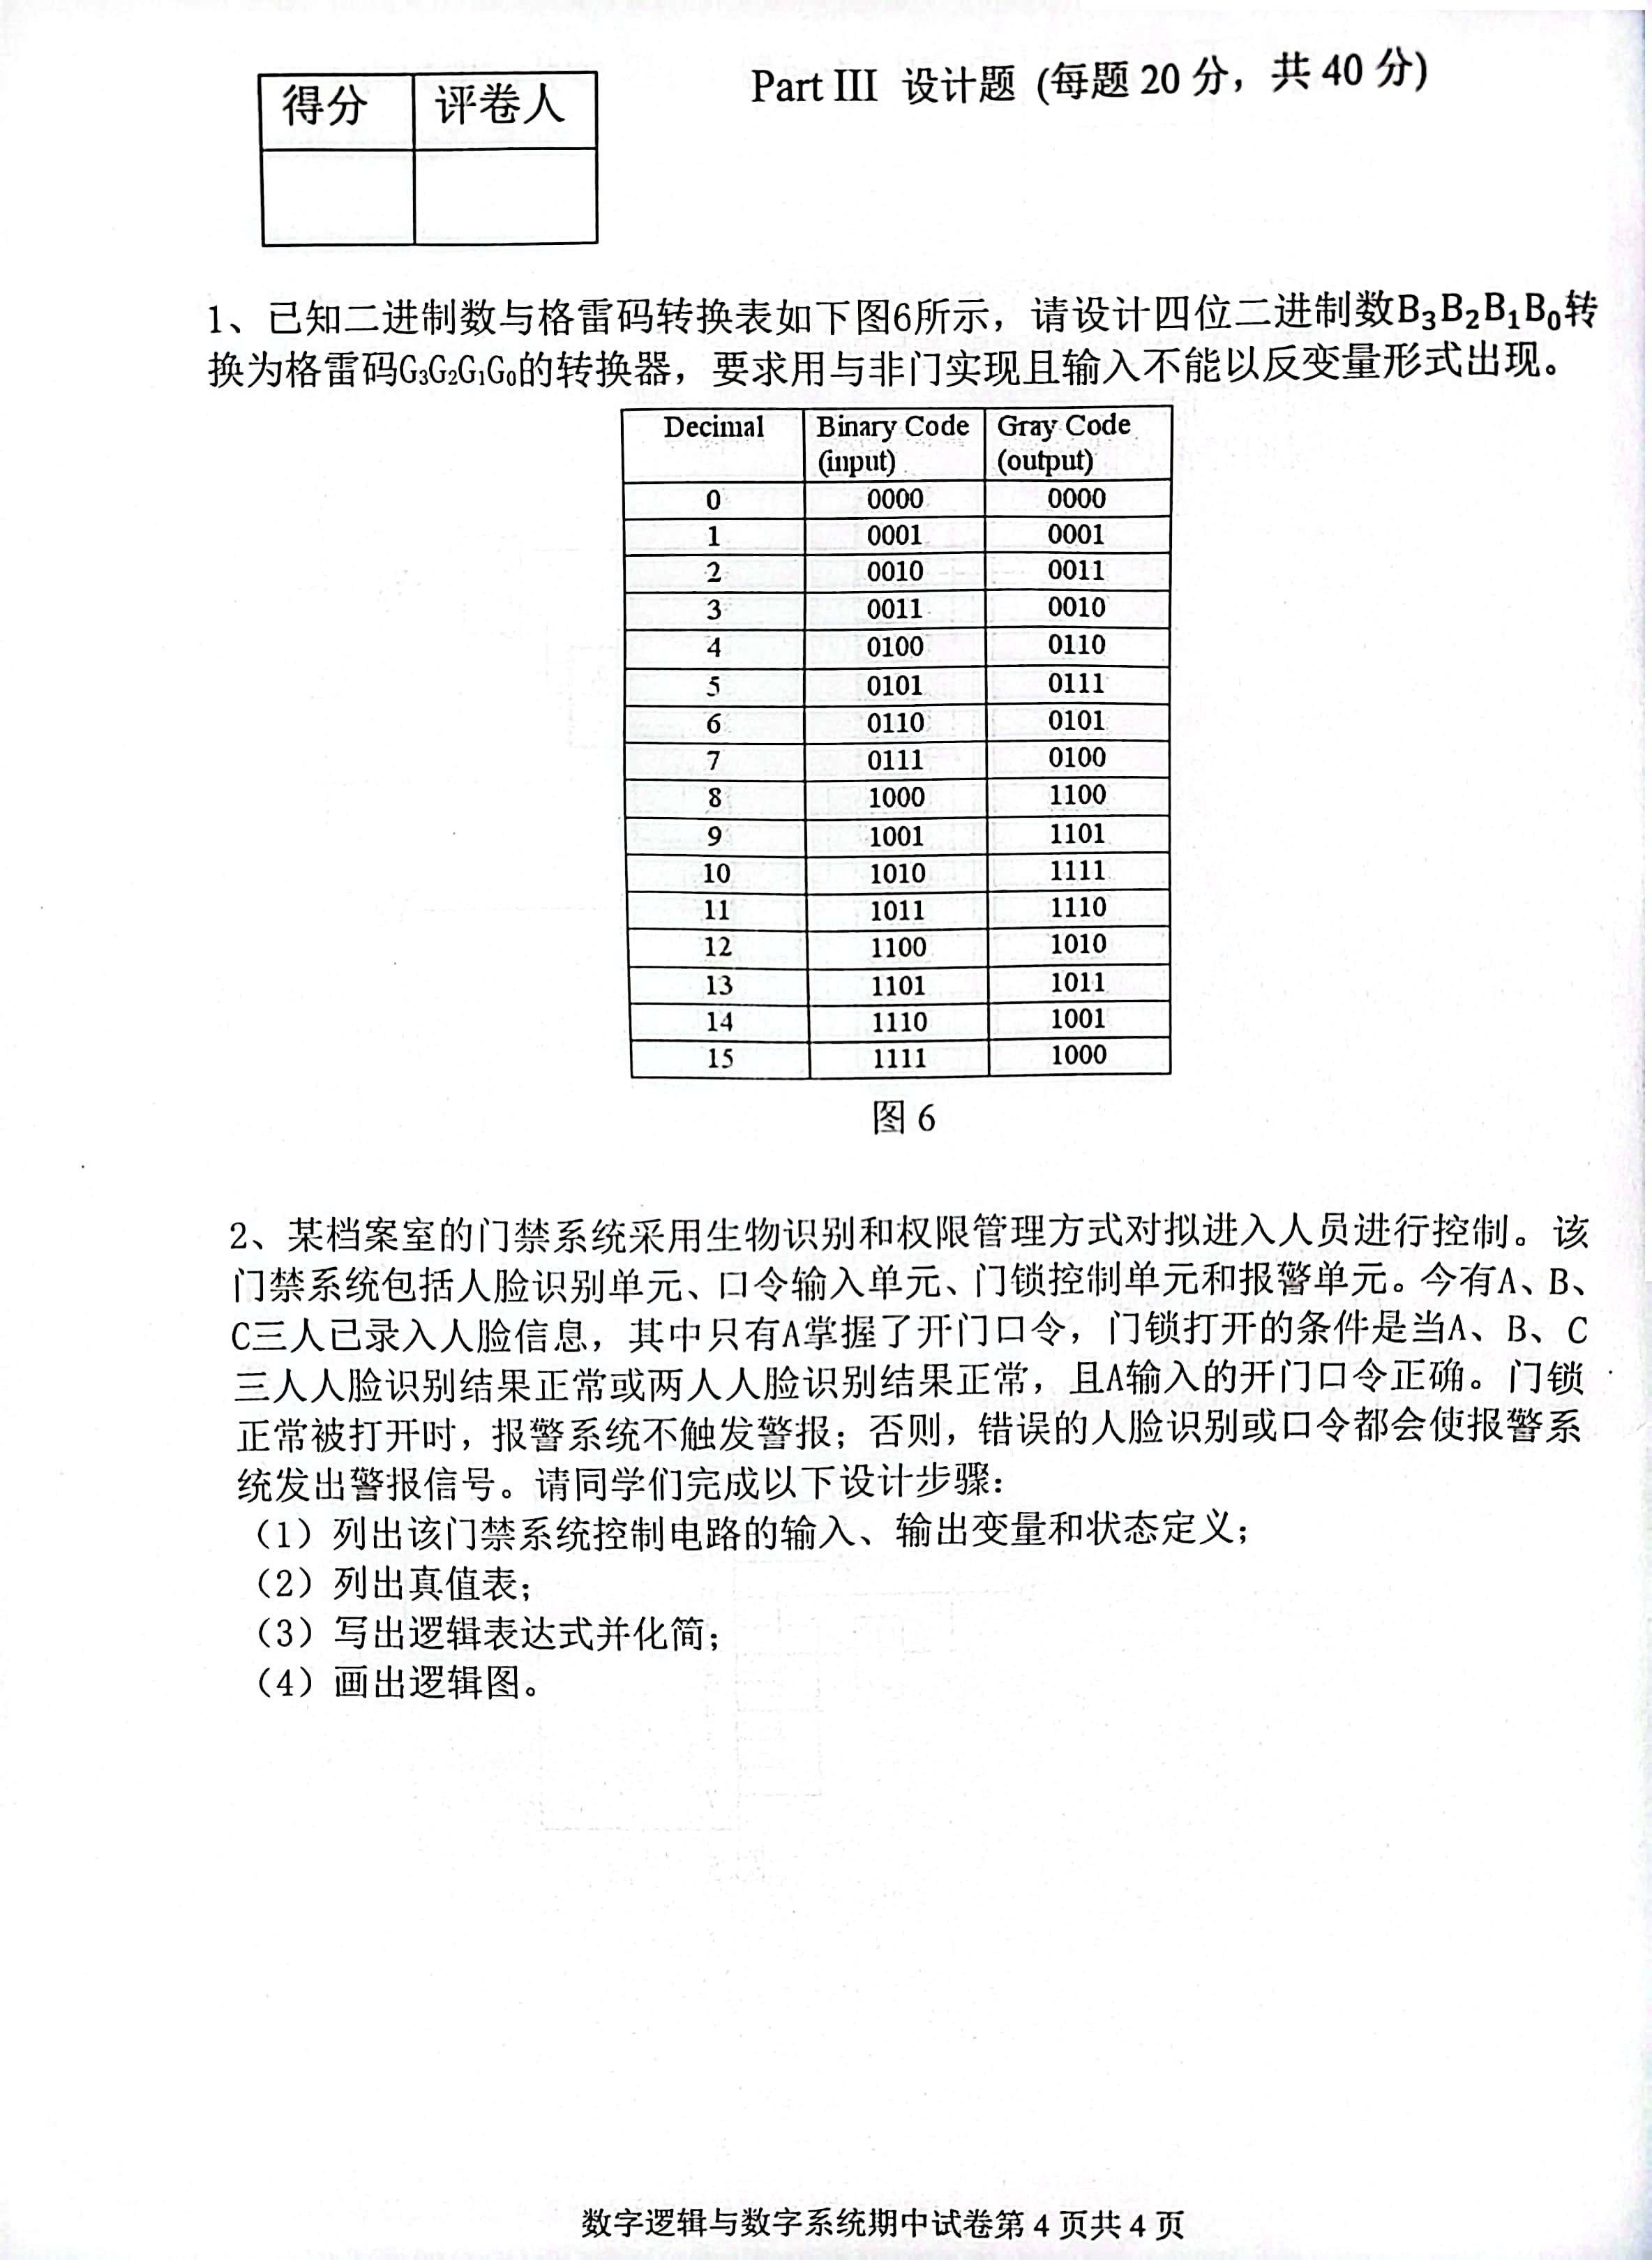 得分 评卷人
Part III 设计题 (每题 20 分，共 40 分)
1、已知二进制数与格雷码转换表如下图6所示，请设计四位二进制数B₃B₂B₁B₀转
换为格雷码G₃G₂G₁G₀的转换器，要求用与非门实现且输入不能以反变量形式出现。
Decimal Binary Code (input) Gray Code (output)
0 0000 0000
1 0001 0001
2 0010 0011
3 0011 0010
4 0100 0110
5 0101 0111
6 0110 0101
7 0111 0100
8 1000 1100
9 1001 1101
10 1010 1111
11 1011 1110
12 1100 1010
13 1101 1011
14 1110 1001
15 1111 1000
图 6
2、某档案室的门禁系统采用生物识别和权限管理方式对拟进入人员进行控制。该
门禁系统包括人脸识别单元、口令输入单元、门锁控制单元和报警单元。今有A、B、
C三人已录入人脸信息，其中只有A掌握了开门口令，门锁打开的条件是当A、B、C
三人人脸识别结果正常或两人人脸识别结果正常，且A输入的开门口令正确。门锁
正常被打开时，报警系统不触发警报；否则，错误的人脸识别或口令都会使报警系
统发出警报信号。请同学们完成以下设计步骤：
（1）列出该门禁系统控制电路的输入、输出变量和状态定义；
（2）列出真值表；
（3）写出逻辑表达式并化简；
（4）画出逻辑图。
数字逻辑与数字系统期中试卷第 4 页共 4 页